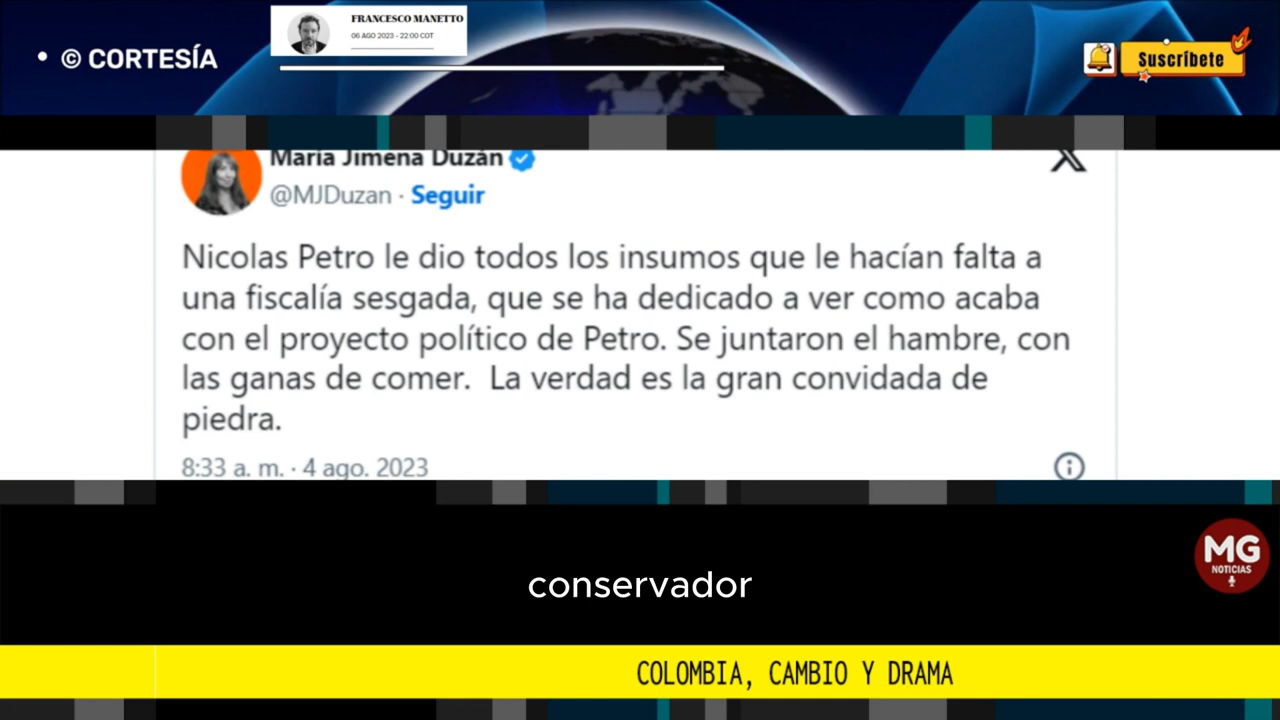 FRANCESCO MANETTO
06 AGO 2023 - 22:00 COT
• © CORTESÍA
Suscríbete
María Jimena Duzán
@MJDuzan · Seguir
Nicolas Petro le dio todos los insumos que le hacían falta a
una fiscalía sesgada, que se ha dedicado a ver como acaba
con el proyecto político de Petro. Se juntaron el hambre, con
las ganas de comer. La verdad es la gran convidada de
piedra.
8:33 a. m. · 4 ago. 2023
MG
NOTICIAS
conservador
COLOMBIA, CAMBIO Y DRAMA